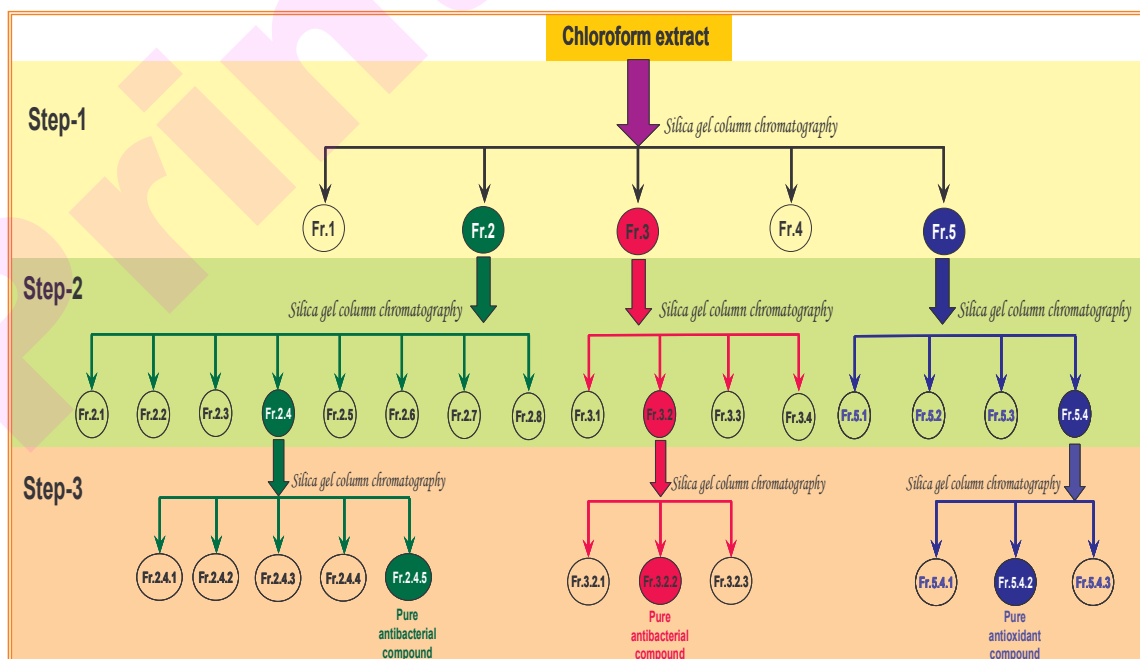 Chloroform extract
Step-1
Silica gel column chromatography
Fr.1
Fr.2
Fr.3
Fr.4
Fr.5
Step-2
Silica gel column chromatography
Silica gel column chromatography
Silica gel column chromatography
Fr.2.1
Fr.2.2
Fr.2.3
Fr.2.4
Fr.2.5
Fr.2.6
Fr.2.7
Fr.2.8
Fr.3.1
Fr.3.2
Fr.3.3
Fr.3.4
Fr.5.1
Fr.5.2
Fr.5.3
Fr.5.4
Step-3
Silica gel column chromatography
Silica gel column chromatography
Silica gel column chromatography
Fr.2.4.1
Fr.2.4.2
Fr.2.4.3
Fr.2.4.4
Fr.2.4.5
Fr.3.2.1
Fr.3.2.2
Fr.3.2.3
Fr.5.4.1
Fr.5.4.2
Fr.5.4.3
Pure
antibacterial
compound
Pure
antibacterial
compound
Pure
antioxidant
compound